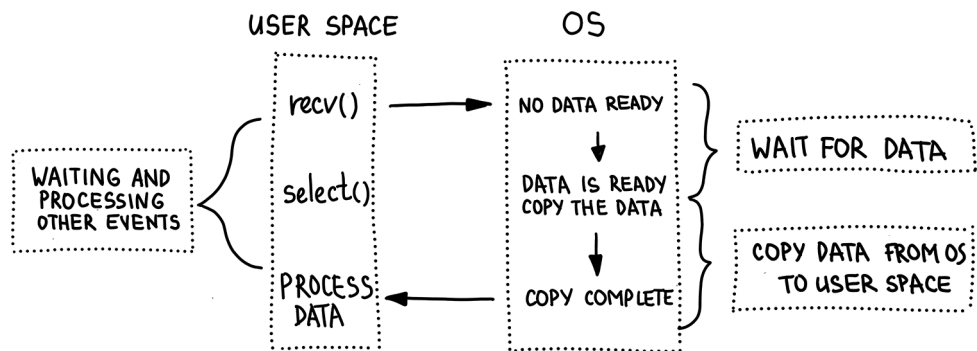 USER SPACE
OS
recv()
NO DATA READY
WAIT FOR DATA
WAITING AND
PROCESSING
OTHER EVENTS
select()
DATA IS READY
COPY THE DATA
COPY DATA FROM OS
TO USER SPACE
PROCESS
DATA
COPY COMPLETE